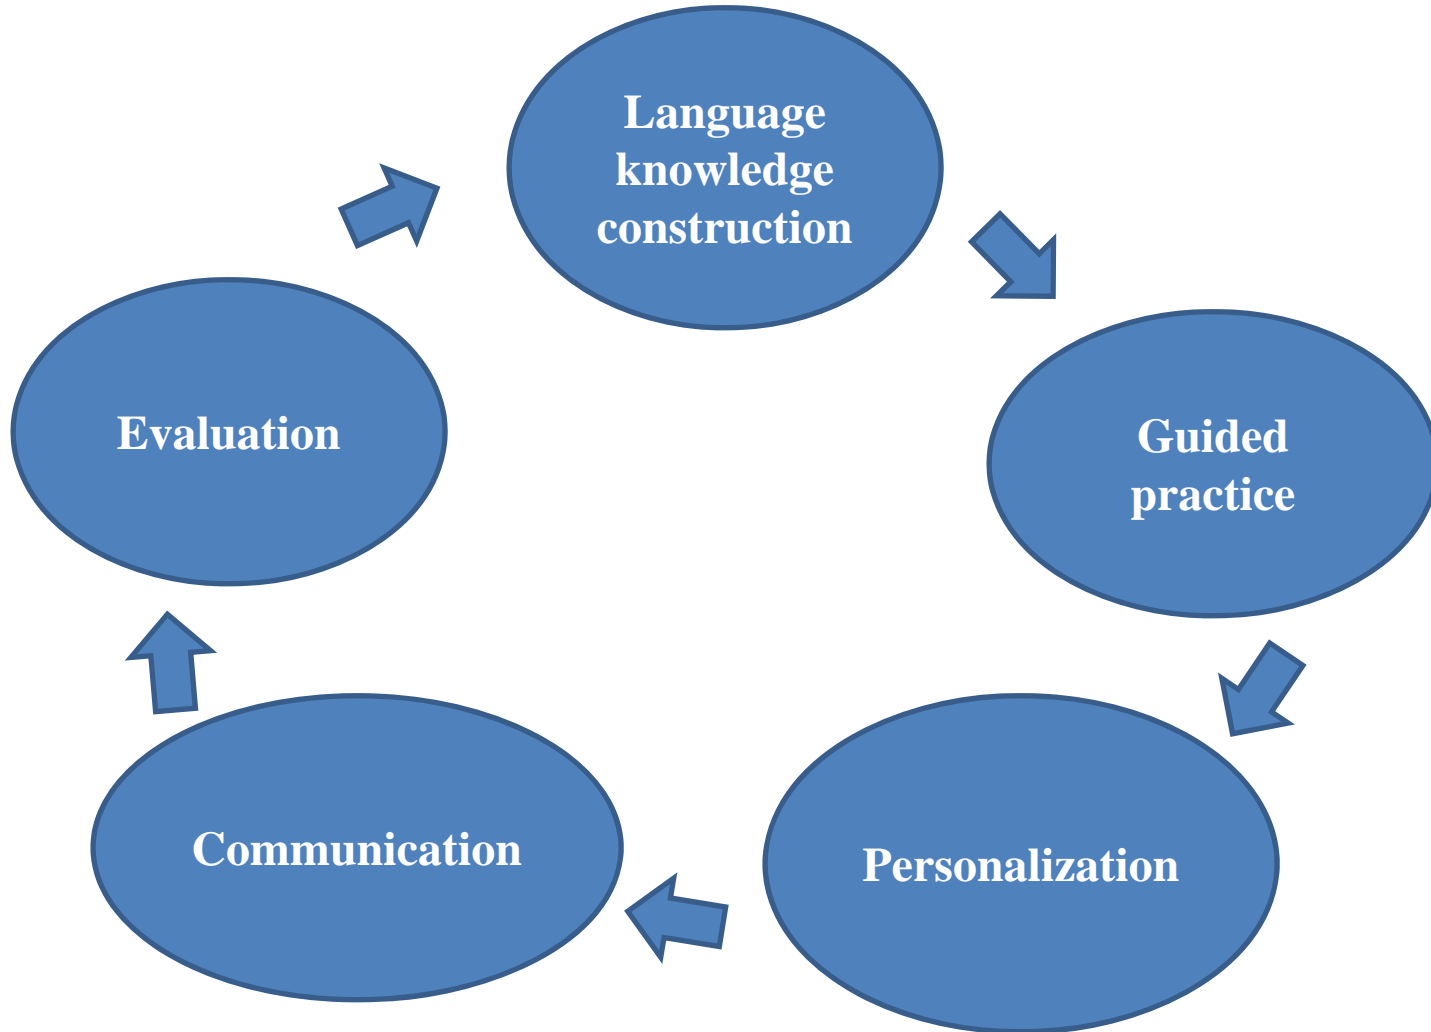 Language
knowledge
construction
Guided
practice
Personalization
Communication
Evaluation